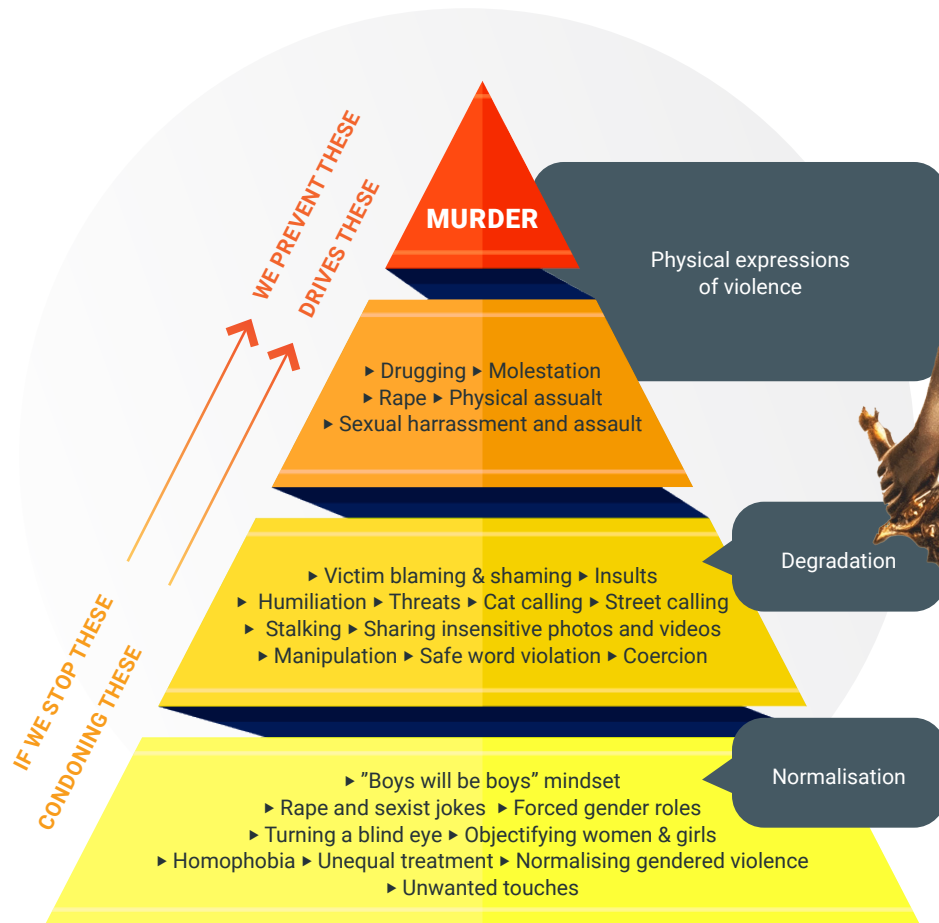 WE PREVENT THESE
DRIVES THESE
IF WE STOP THESE
CONDONING THESE
MURDER
Physical expressions
of violence
▶ Drugging ▶ Molestation
▶ Rape ▶ Physical assualt
▶ Sexual harrassment and assault
Degradation
▶ Victim blaming & shaming ▶ Insults
▶ Humiliation ▶ Threats ▶ Cat calling ▶ Street calling
▶ Stalking ▶ Sharing insensitive photos and videos
▶ Manipulation ▶ Safe word violation ▶ Coercion
Normalisation
▶ ”Boys will be boys” mindset
▶ Rape and sexist jokes ▶ Forced gender roles
▶ Turning a blind eye ▶ Objectifying women & girls
▶ Homophobia ▶ Unequal treatment ▶ Normalising gendered violence
▶ Unwanted touches